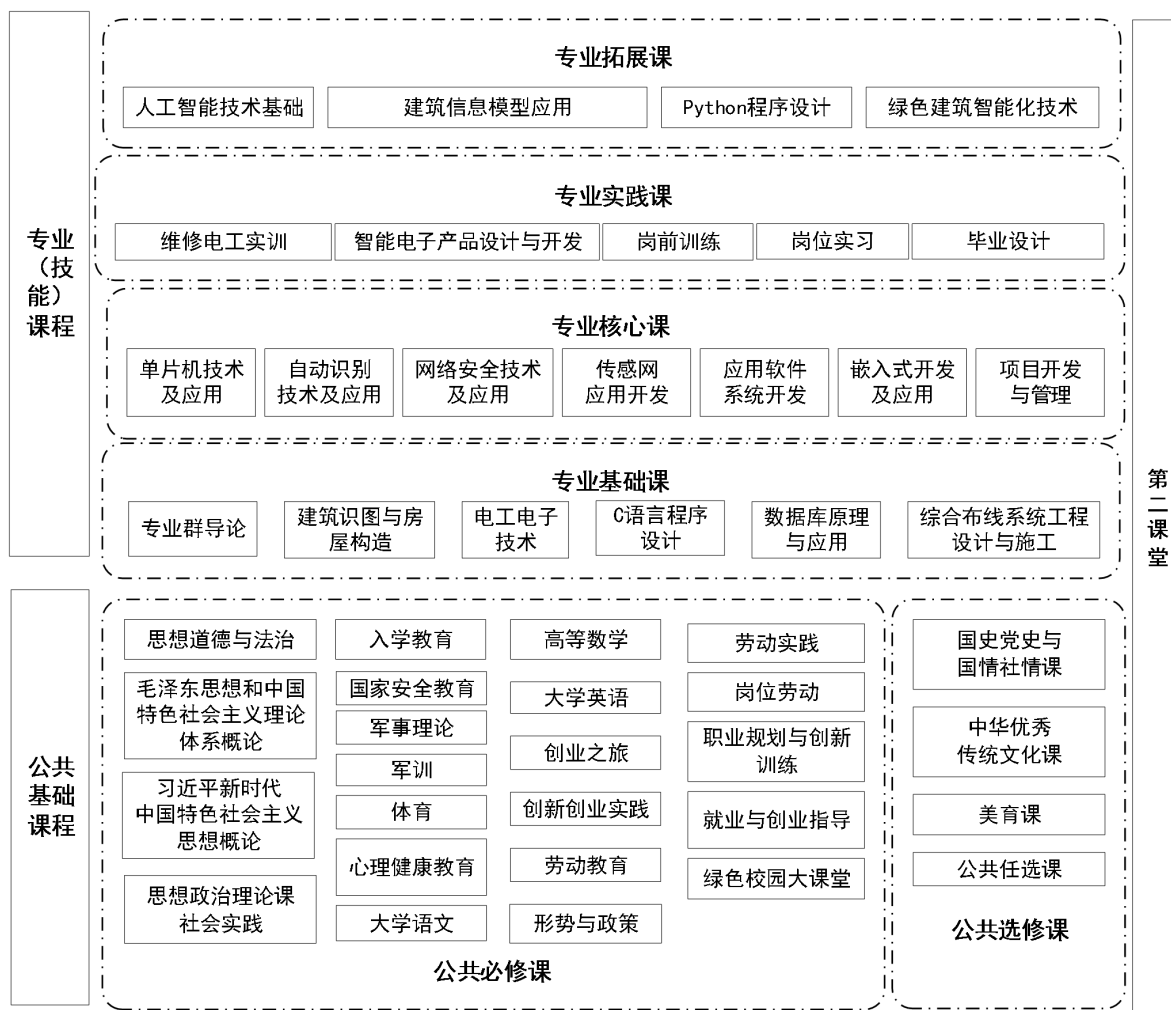 专业拓展课
人工智能技术基础
建筑信息模型应用
Python程序设计
绿色建筑智能化技术
专业实践课
维修电工实训
智能电子产品设计与开发
岗前训练
岗位实习
毕业设计
专业
（技
能）
课程
专业核心课
单片机技术
及应用
自动识别
技术及应用
网络安全技术
及应用
传感网
应用开发
应用软件
系统开发
嵌入式开发
及应用
项目开发
与管理
专业基础课
专业群导论
建筑识图与房
屋构造
电工电子
技术
C语言程序
设计
数据库原理
与应用
综合布线系统工程
设计与施工
第
二
课
堂
公共
基础
课程
思想道德与法治
毛泽东思想和中国
特色社会主义理论
体系概论
习近平新时代
中国特色社会主义
思想概论
思想政治理论课
社会实践
入学教育
国家安全教育
军事理论
军训
体育
心理健康教育
大学语文
高等数学
大学英语
创业之旅
创新创业实践
劳动教育
形势与政策
劳动实践
岗位劳动
职业规划与创新
训练
就业与创业指导
绿色校园大课堂
公共必修课
国史党史与
国情社情课
中华优秀
传统文化课
美育课
公共任选课
公共选修课